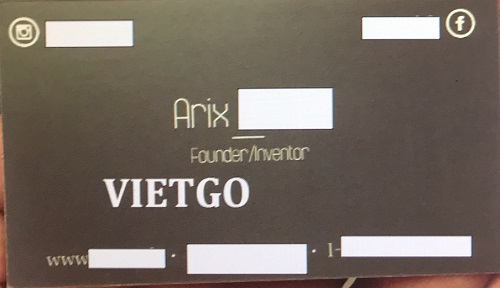 Arix
Founder/Inventor
VIETGO
www
1-